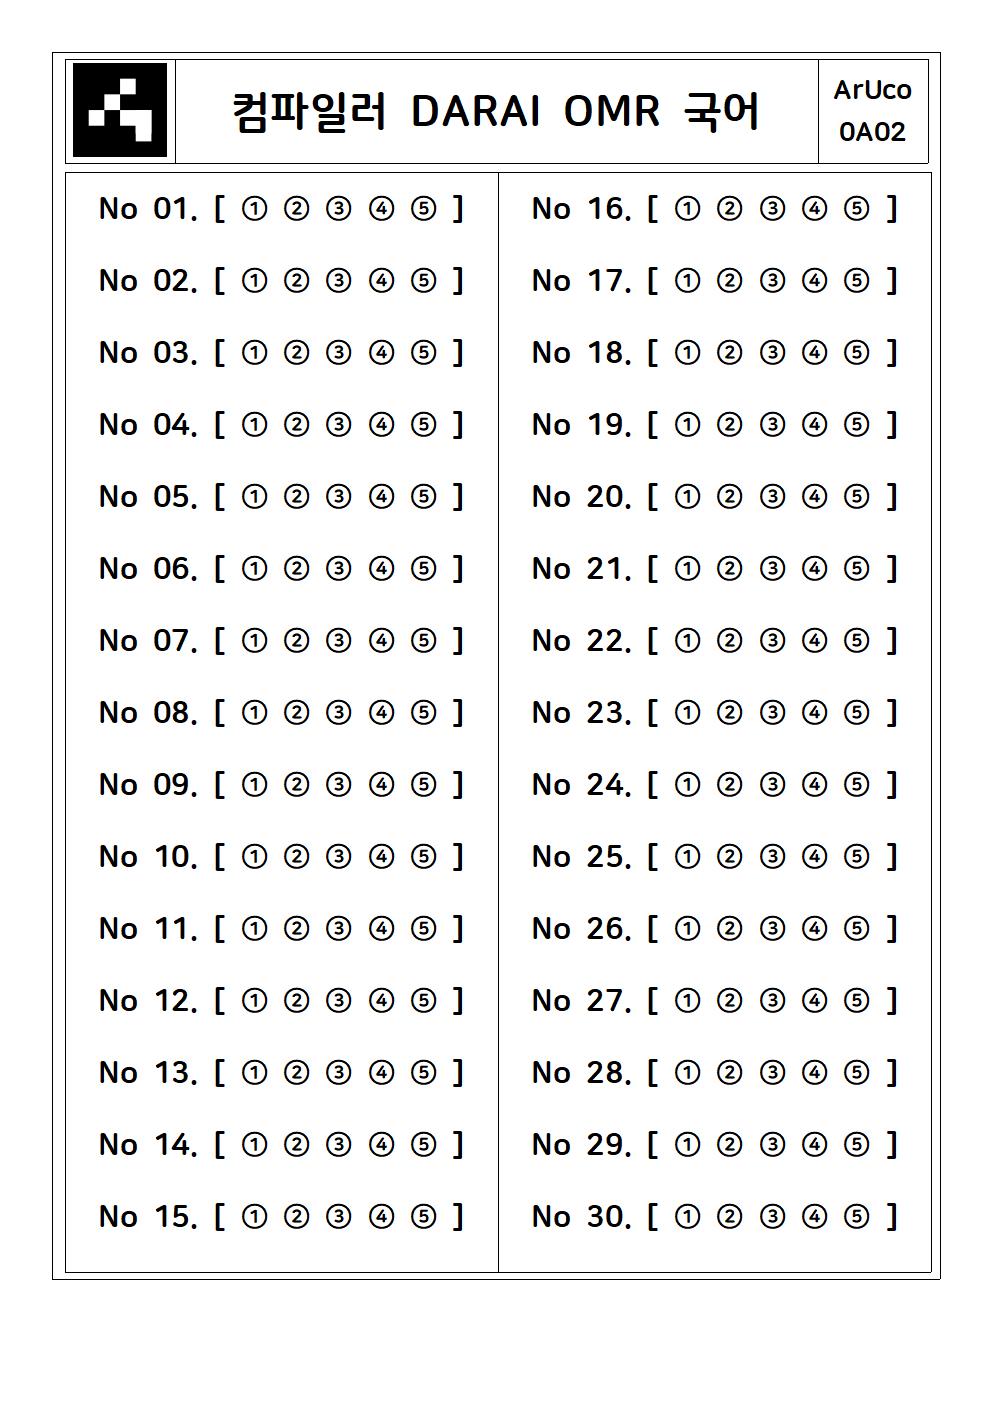 컴파일러 DARAI OMR 국어
ArUco
0A02
No 01. [ ① ② ③ ④ ⑤ ]
No 02. [ ① ② ③ ④ ⑤ ]
No 03. [ ① ② ③ ④ ⑤ ]
No 04. [ ① ② ③ ④ ⑤ ]
No 05. [ ① ② ③ ④ ⑤ ]
No 06. [ ① ② ③ ④ ⑤ ]
No 07. [ ① ② ③ ④ ⑤ ]
No 08. [ ① ② ③ ④ ⑤ ]
No 09. [ ① ② ③ ④ ⑤ ]
No 10. [ ① ② ③ ④ ⑤ ]
No 11. [ ① ② ③ ④ ⑤ ]
No 12. [ ① ② ③ ④ ⑤ ]
No 13. [ ① ② ③ ④ ⑤ ]
No 14. [ ① ② ③ ④ ⑤ ]
No 15. [ ① ② ③ ④ ⑤ ]
No 16. [ ① ② ③ ④ ⑤ ]
No 17. [ ① ② ③ ④ ⑤ ]
No 18. [ ① ② ③ ④ ⑤ ]
No 19. [ ① ② ③ ④ ⑤ ]
No 20. [ ① ② ③ ④ ⑤ ]
No 21. [ ① ② ③ ④ ⑤ ]
No 22. [ ① ② ③ ④ ⑤ ]
No 23. [ ① ② ③ ④ ⑤ ]
No 24. [ ① ② ③ ④ ⑤ ]
No 25. [ ① ② ③ ④ ⑤ ]
No 26. [ ① ② ③ ④ ⑤ ]
No 27. [ ① ② ③ ④ ⑤ ]
No 28. [ ① ② ③ ④ ⑤ ]
No 29. [ ① ② ③ ④ ⑤ ]
No 30. [ ① ② ③ ④ ⑤ ]